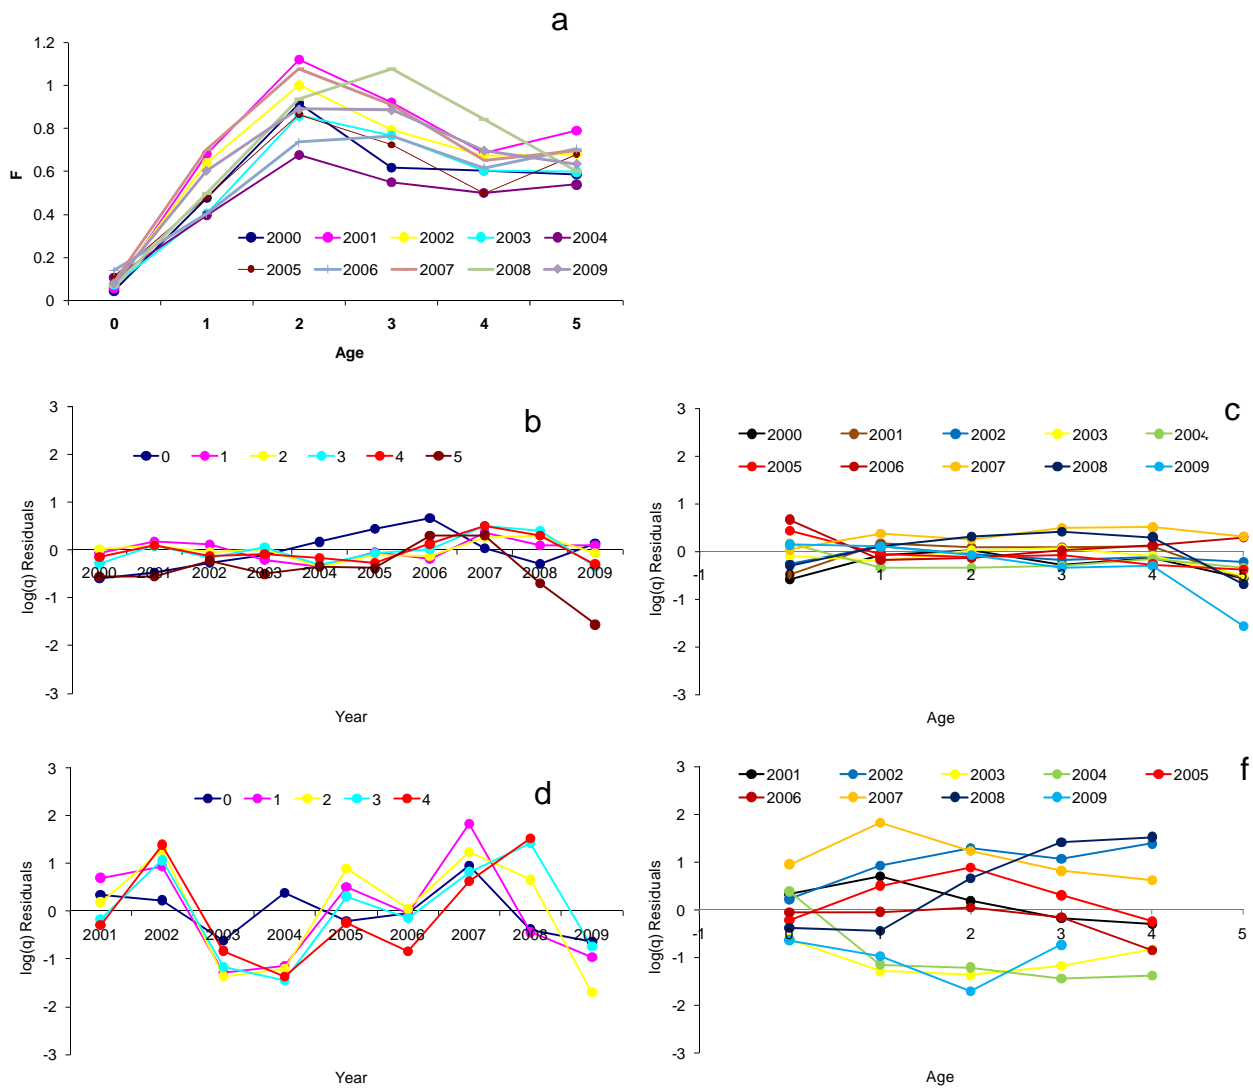 a
1.2
1
0.8
0.6
0.4
0.2
0
F
2000 2001 2002 2003 2004
2005 2006 2007 2008 2009
0 1 2 3 4 5
Age
b
3
2
1
0
-1
-2
-3
log(q) Residuals
0 1 2 3 4 5
2000 2001 2002 2003 2004 2005 2006 2007 2008 2009
Year
c
3
2
1
0
-1
-2
-3
log(q) Residuals
2000 2001 2002 2003 2004
2005 2006 2007 2008 2009
-1 0 1 2 3 4 5
Age
d
3
2
1
0
-1
-2
-3
log(q) Residuals
0 1 2 3 4
2001 2002 2003 2004 2005 2006 2007 2008 2009
Year
f
3
2
1
0
-1
-2
-3
log(q) Residuals
2001 2002 2003 2004 2005
2006 2007 2008 2009
-1 0 1 2 3 4 5
Age